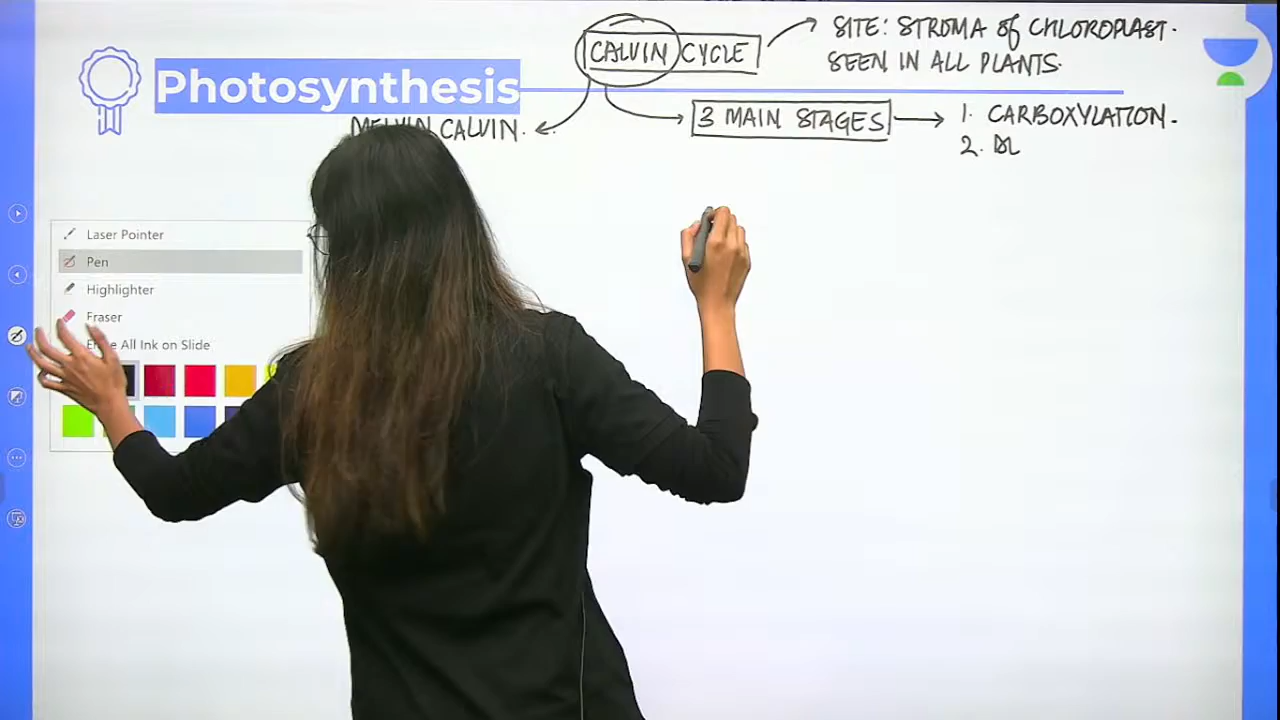 CALVIN CYCLE
SITE: STROMA of CHLOROPLAST.
SEEN IN ALL PLANTS.
Photosynthesis
MELVIN CALVIN.
3 MAIN STAGES
1. CARBOXYLATION.
2.
Laser Pointer
Pen
Highlighter
Eraser
All Ink on Slide